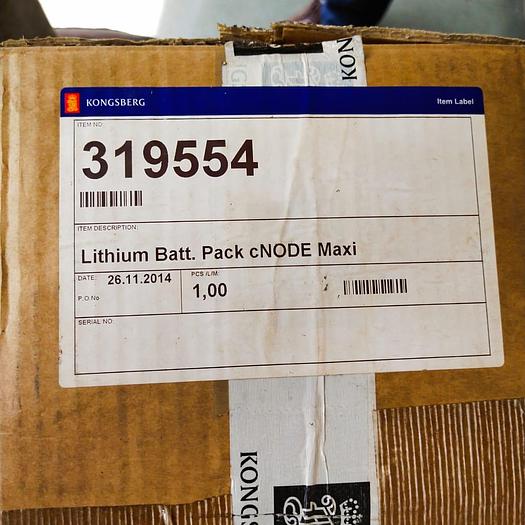 KON
KONGSBERG
Item Label
ITEM NO:
319554
ITEM DESCRIPTION:
Lithium Batt. Pack cNODE Maxi
DATE: 26.11.2014
PCS /L/M:
1,00
P.O.No
SERIAL NO:
KONGS